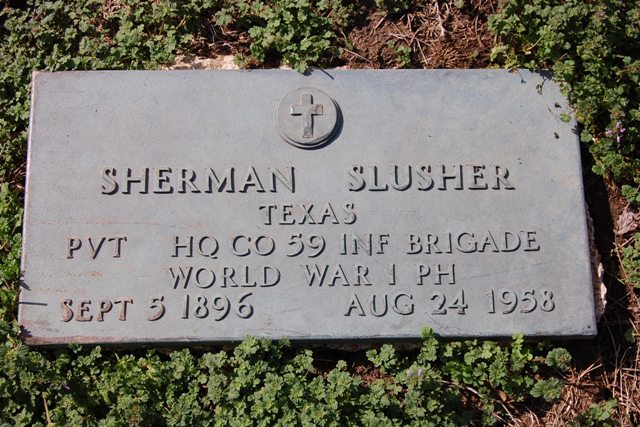 SHERMAN SLUSHER
TEXAS
PVT HQ CO 59 INF BRIGADE
WORLD WAR I PH
SEPT 5 1896 AUG 24 1958